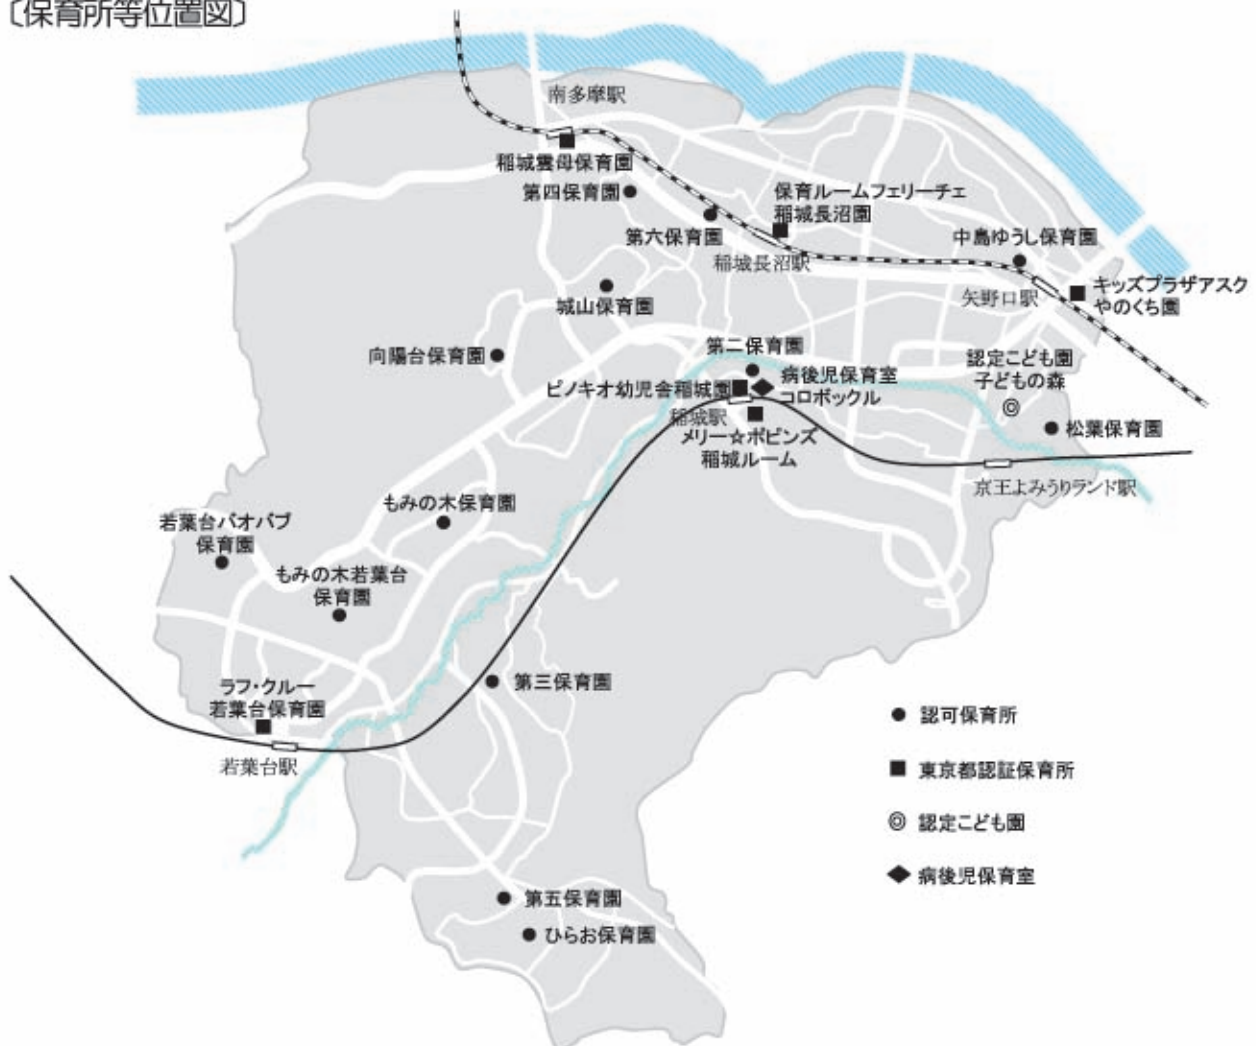 〔保育所等位置図〕
南多摩駅
稲城雲母保育園
第四保育園
保育ルームフェリーチェ
稲城長沼園
第六保育園
稲城長沼駅
中島ゆうし保育園
矢野口駅
キッズプラザアスク
やのくち園
城山保育園
向陽台保育園
第二保育園
ピノキオ幼児舎稲城園
病後児保育室
コロボックル
稲城駅
メリー☆ポピンズ
稲城ルーム
認定こども園
子どもの森
松葉保育園
京王よみうりランド駅
もみの木保育園
若葉台バオバブ
保育園
もみの木若葉台
保育園
ラフ・クルー
若葉台保育園
若葉台駅
第三保育園
●認可保育所
■東京都認証保育所
◎認定こども園
◆病後児保育室
第五保育園
ひらお保育園